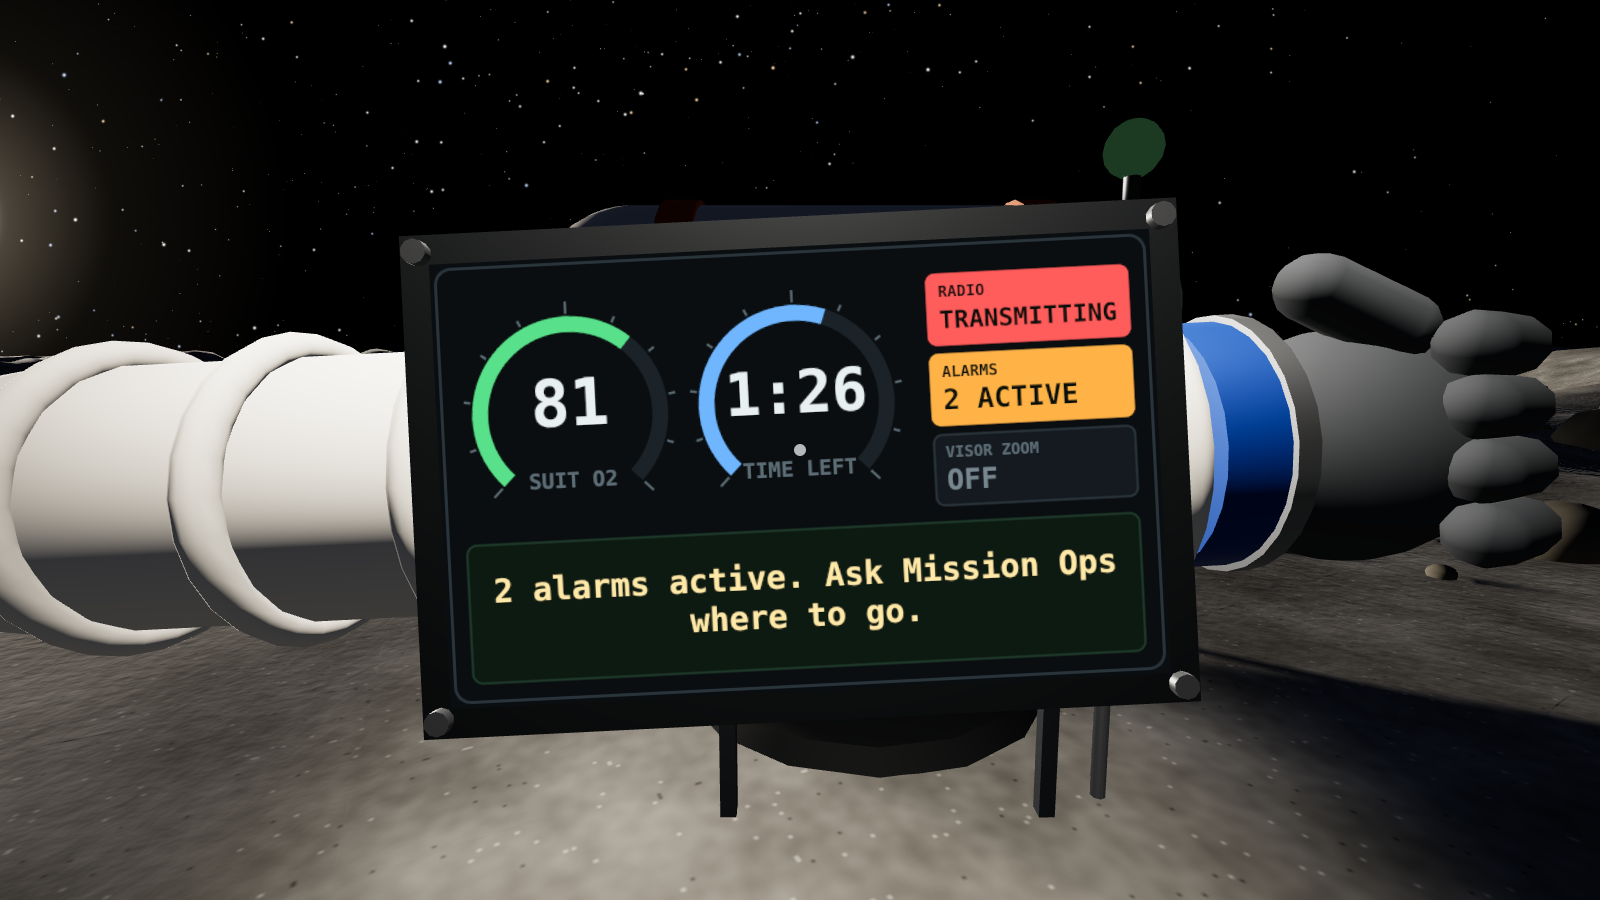 81
SUIT O2
1:26
TIME LEFT
RADIO
TRANSMITTING
ALARMS
2 ACTIVE
VISOR ZOOM
OFF
2 alarms active. Ask Mission Ops
where to go.